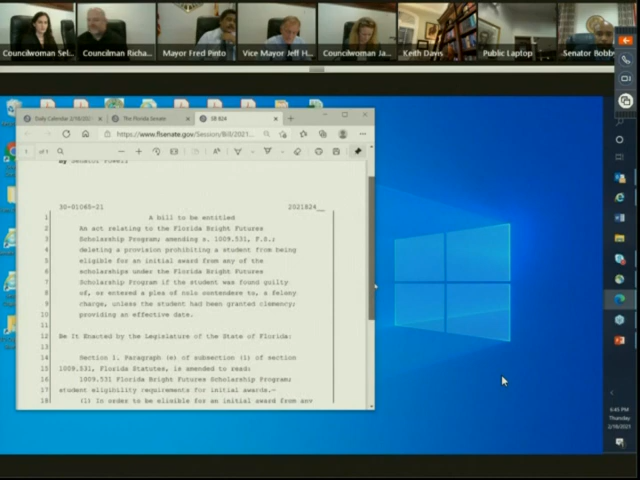 Councilwoman Sel...
Councilman Richa...
Mayor Fred Pinto
Vice Mayor Jeff H...
Councilwoman Ja...
Keith Davis
Public Laptop
Senator Bobb
Daily Calendar 2/18/2021
The Florida Senate
SB 824
https://www.flsenate.gov/Session/Bill/2021...
1 of 1
By Senator Powell
30-01065-21
2021824__
1 A bill to be entitled
2 An act relating to the Florida Bright Futures
3 Scholarship Program; amending s. 1009.531, F.S.;
4 deleting a provision prohibiting a student from being
5 eligible for an initial award from any of the
6 scholarships under the Florida Bright Futures
7 Scholarship Program if the student was found guilty
8 of, or entered a plea of nolo contendere to, a felony
9 charge, unless the student had been granted clemency;
10 providing an effective date.
11
12 Be It Enacted by the Legislature of the State of Florida:
13
14 Section 1. Paragraph (e) of subsection (1) of section
15 1009.531, Florida Statutes, is amended to read:
16 1009.531 Florida Bright Futures Scholarship Program;
17 student eligibility requirements for initial awards.—
18 (1) In order to be eligible for an initial award from any
6:45 PM
Thursday
2/18/2021